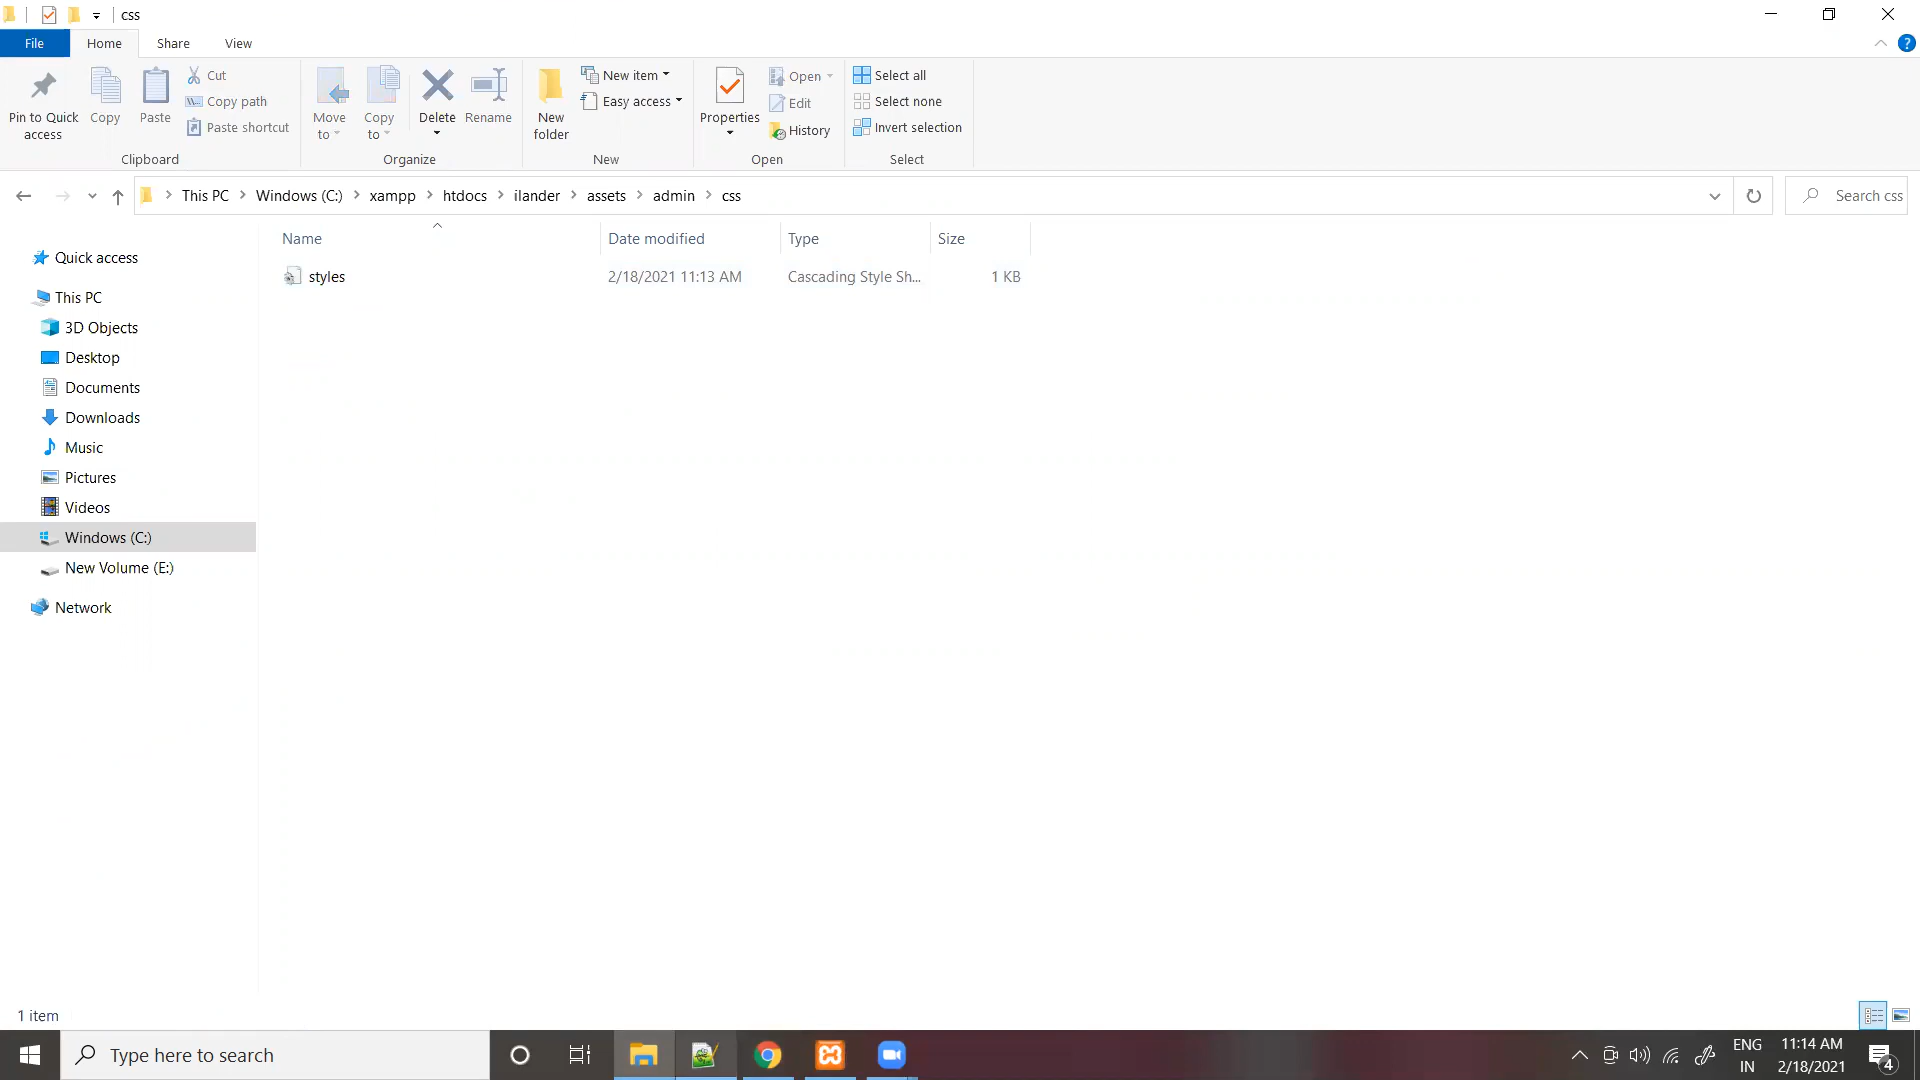 css
File Home Share View
Pin to Quick access
Copy
Paste
Cut
Copy path
Paste shortcut
Clipboard
Move to
Copy to
Delete
Rename
Organize
New folder
New item
Easy access
New
Properties
Open
Edit
History
Open
Select all
Select none
Invert selection
Select
This PC Windows (C:) xampp htdocs ilander assets admin css
Search css
Name Date modified Type Size
styles 2/18/2021 11:13 AM Cascading Style Sh... 1 KB
Quick access
This PC
3D Objects
Desktop
Documents
Downloads
Music
Pictures
Videos
Windows (C:)
New Volume (E:)
Network
1 item
Type here to search
ENG
IN
11:14 AM
2/18/2021
4